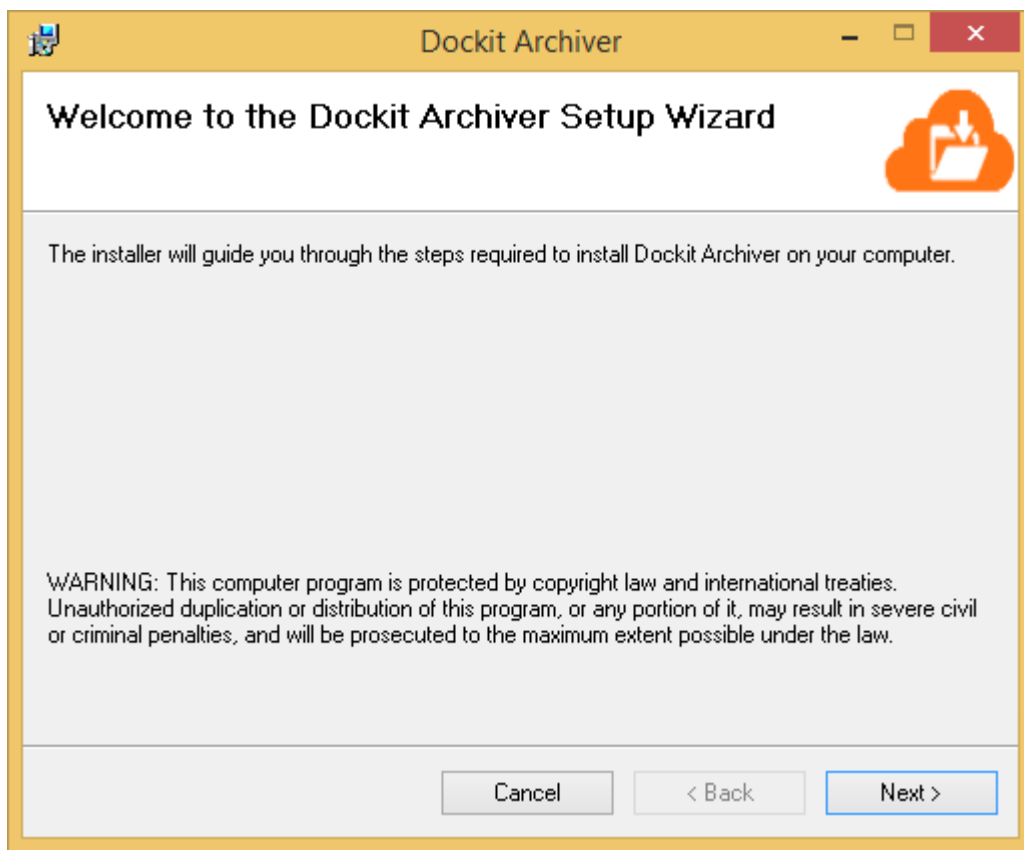 Dockit Archiver
Welcome to the Dockit Archiver Setup Wizard
The installer will guide you through the steps required to install Dockit Archiver on your computer.
WARNING: This computer program is protected by copyright law and international treaties.
Unauthorized duplication or distribution of this program, or any portion of it, may result in severe civil
or criminal penalties, and will be prosecuted to the maximum extent possible under the law.
Cancel
< Back
Next >